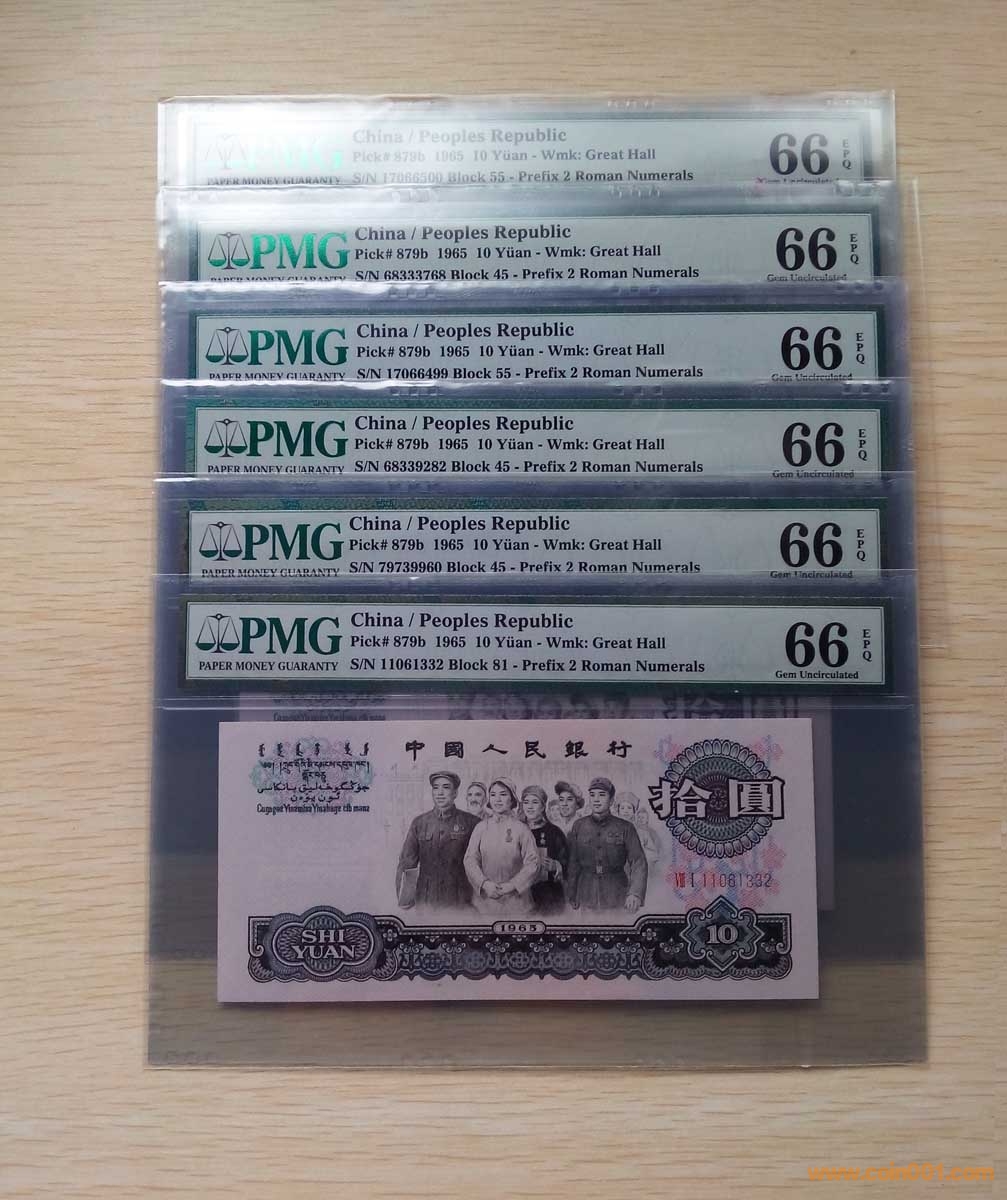 China / Peoples Republic
Pick# 879b 1965 10 Yüan - Wmk: Great Hall
PAPER MONEY GUARANTY
S/N 17066500 Block 55 - Prefix 2 Roman Numerals
66 EPQ
Gem Uncirculated
PMG
PAPER MONEY GUARANTY
China / Peoples Republic
Pick# 879b 1965 10 Yüan - Wmk: Great Hall
S/N 68333768 Block 45 - Prefix 2 Roman Numerals
66 EPQ
Gem Uncirculated
PMG
PAPER MONEY GUARANTY
China / Peoples Republic
Pick# 879b 1965 10 Yüan - Wmk: Great Hall
S/N 17066499 Block 55 - Prefix 2 Roman Numerals
66 EPQ
Gem Uncirculated
PMG
PAPER MONEY GUARANTY
China / Peoples Republic
Pick# 879b 1965 10 Yüan - Wmk: Great Hall
S/N 68339282 Block 45 - Prefix 2 Roman Numerals
66 EPQ
Gem Uncirculated
PMG
PAPER MONEY GUARANTY
China / Peoples Republic
Pick# 879b 1965 10 Yüan - Wmk: Great Hall
S/N 79739960 Block 45 - Prefix 2 Roman Numerals
66 EPQ
Gem Uncirculated
PMG
PAPER MONEY GUARANTY
China / Peoples Republic
Pick# 879b 1965 10 Yüan - Wmk: Great Hall
S/N 11061332 Block 81 - Prefix 2 Roman Numerals
66 EPQ
Gem Uncirculated
中國人民銀行
拾圓
VIII I 11061332
1965
SHI
YUAN
10
www.coin001.com